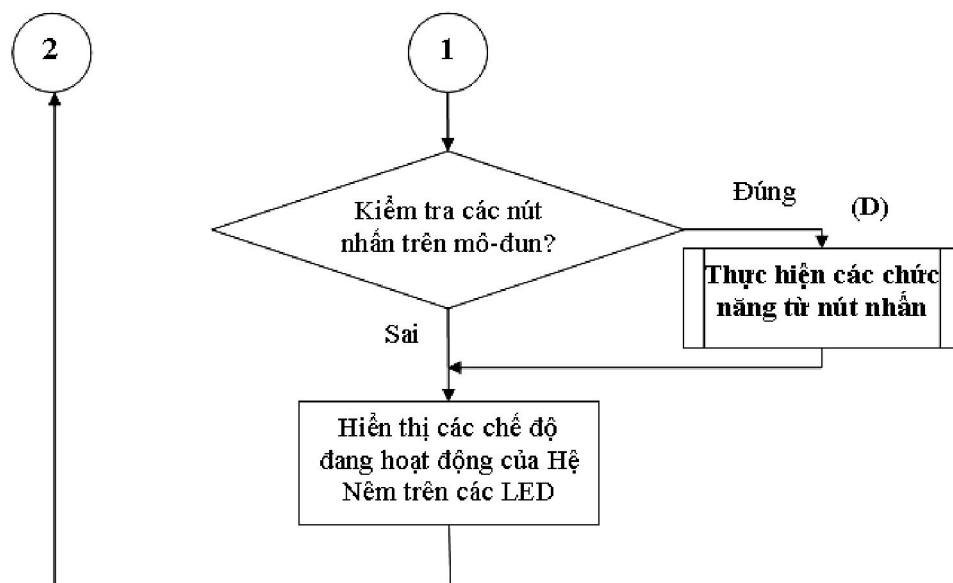 2
1
Kiểm tra các nút
nhấn trên mô-đun?
Đúng
(D)
Thực hiện các chức
năng từ nút nhấn
Sai
Hiển thị các chế độ
đang hoạt động của Hệ
Nêm trên các LED